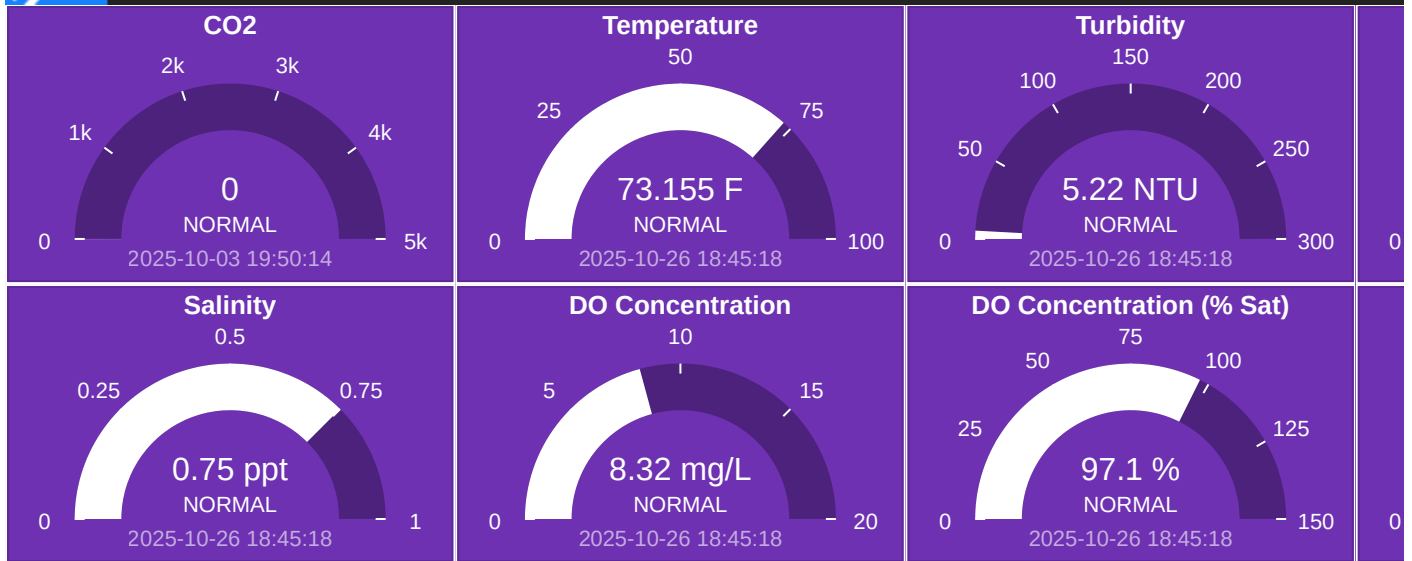 CO2
2k
3k
1k
4k
0
NORMAL
0
5k
2025-10-03 19:50:14
Temperature
50
25
75
73.155 F
NORMAL
0
100
2025-10-26 18:45:18
Turbidity
150
100
200
50
250
5.22 NTU
NORMAL
0
300
2025-10-26 18:45:18
0
Salinity
0.5
0.25
0.75
0.75 ppt
NORMAL
0
1
2025-10-26 18:45:18
DO Concentration
10
5
15
8.32 mg/L
NORMAL
0
20
2025-10-26 18:45:18
DO Concentration (% Sat)
75
50
100
25
125
97.1 %
NORMAL
0
150
2025-10-26 18:45:18
0